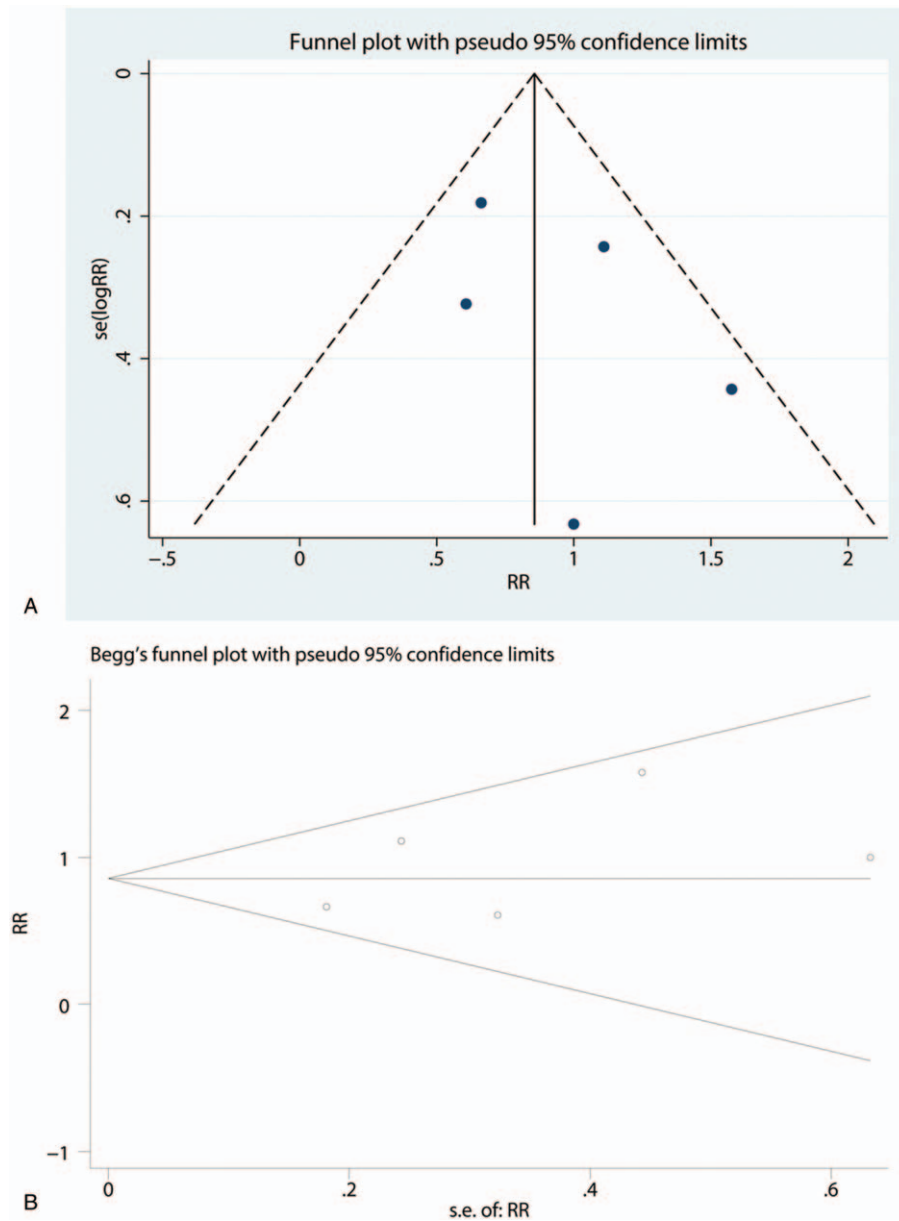 Funnel plot with pseudo 95% confidence limits
0
.2
.4
.6
se(logRR)
-.5
0
.5
1
1.5
2
RR
A
Begg's funnel plot with pseudo 95% confidence limits
2
1
0
-1
RR
0
.2
.4
.6
s.e. of: RR
B